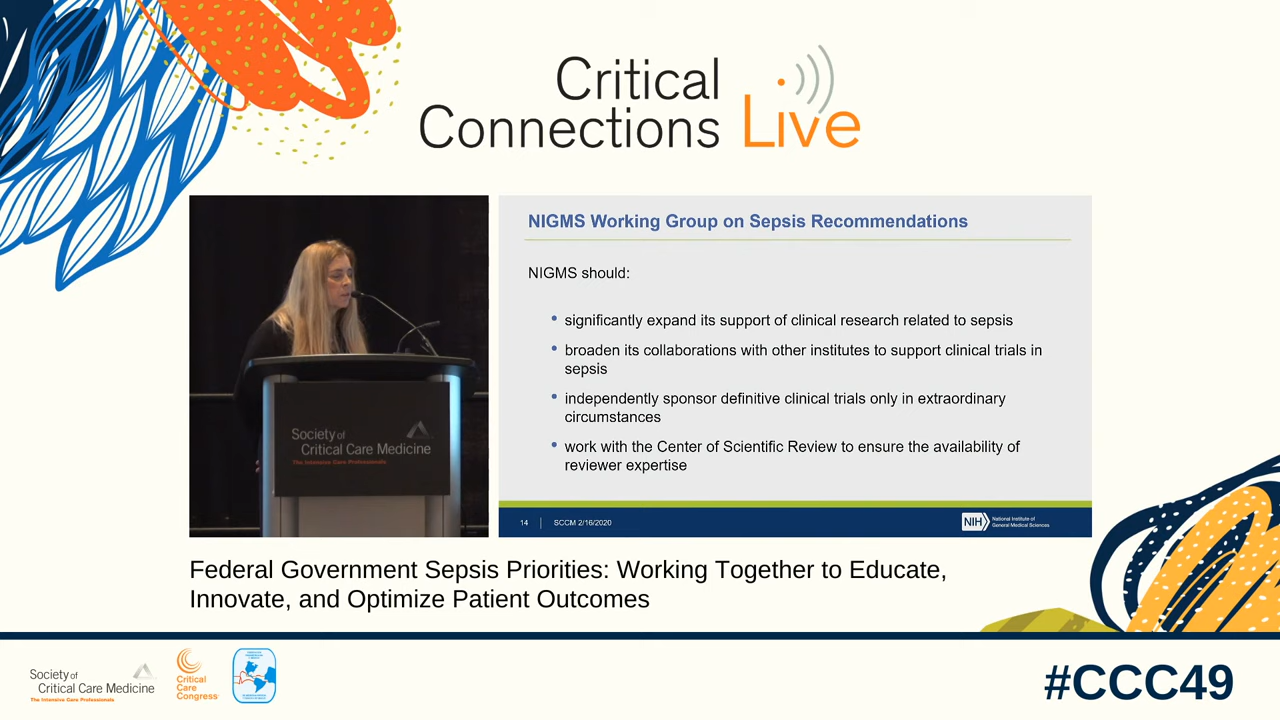 Critical
Connections Live
NIGMS Working Group on Sepsis Recommendations
NIGMS should:
• significantly expand its support of clinical research related to sepsis
• broaden its collaborations with other institutes to support clinical trials in
sepsis
• independently sponsor definitive clinical trials only in extraordinary
circumstances
• work with the Center of Scientific Review to ensure the availability of
reviewer expertise
14 | SCCM 2/16/2020
NIH National Institute of
General Medical Sciences
Society of
Critical Care Medicine
The Intensive Care Professionals
Federal Government Sepsis Priorities: Working Together to Educate,
Innovate, and Optimize Patient Outcomes
Society of
Critical Care Medicine
The Intensive Care Professionals
Critical
Care
Congress
#CCC49